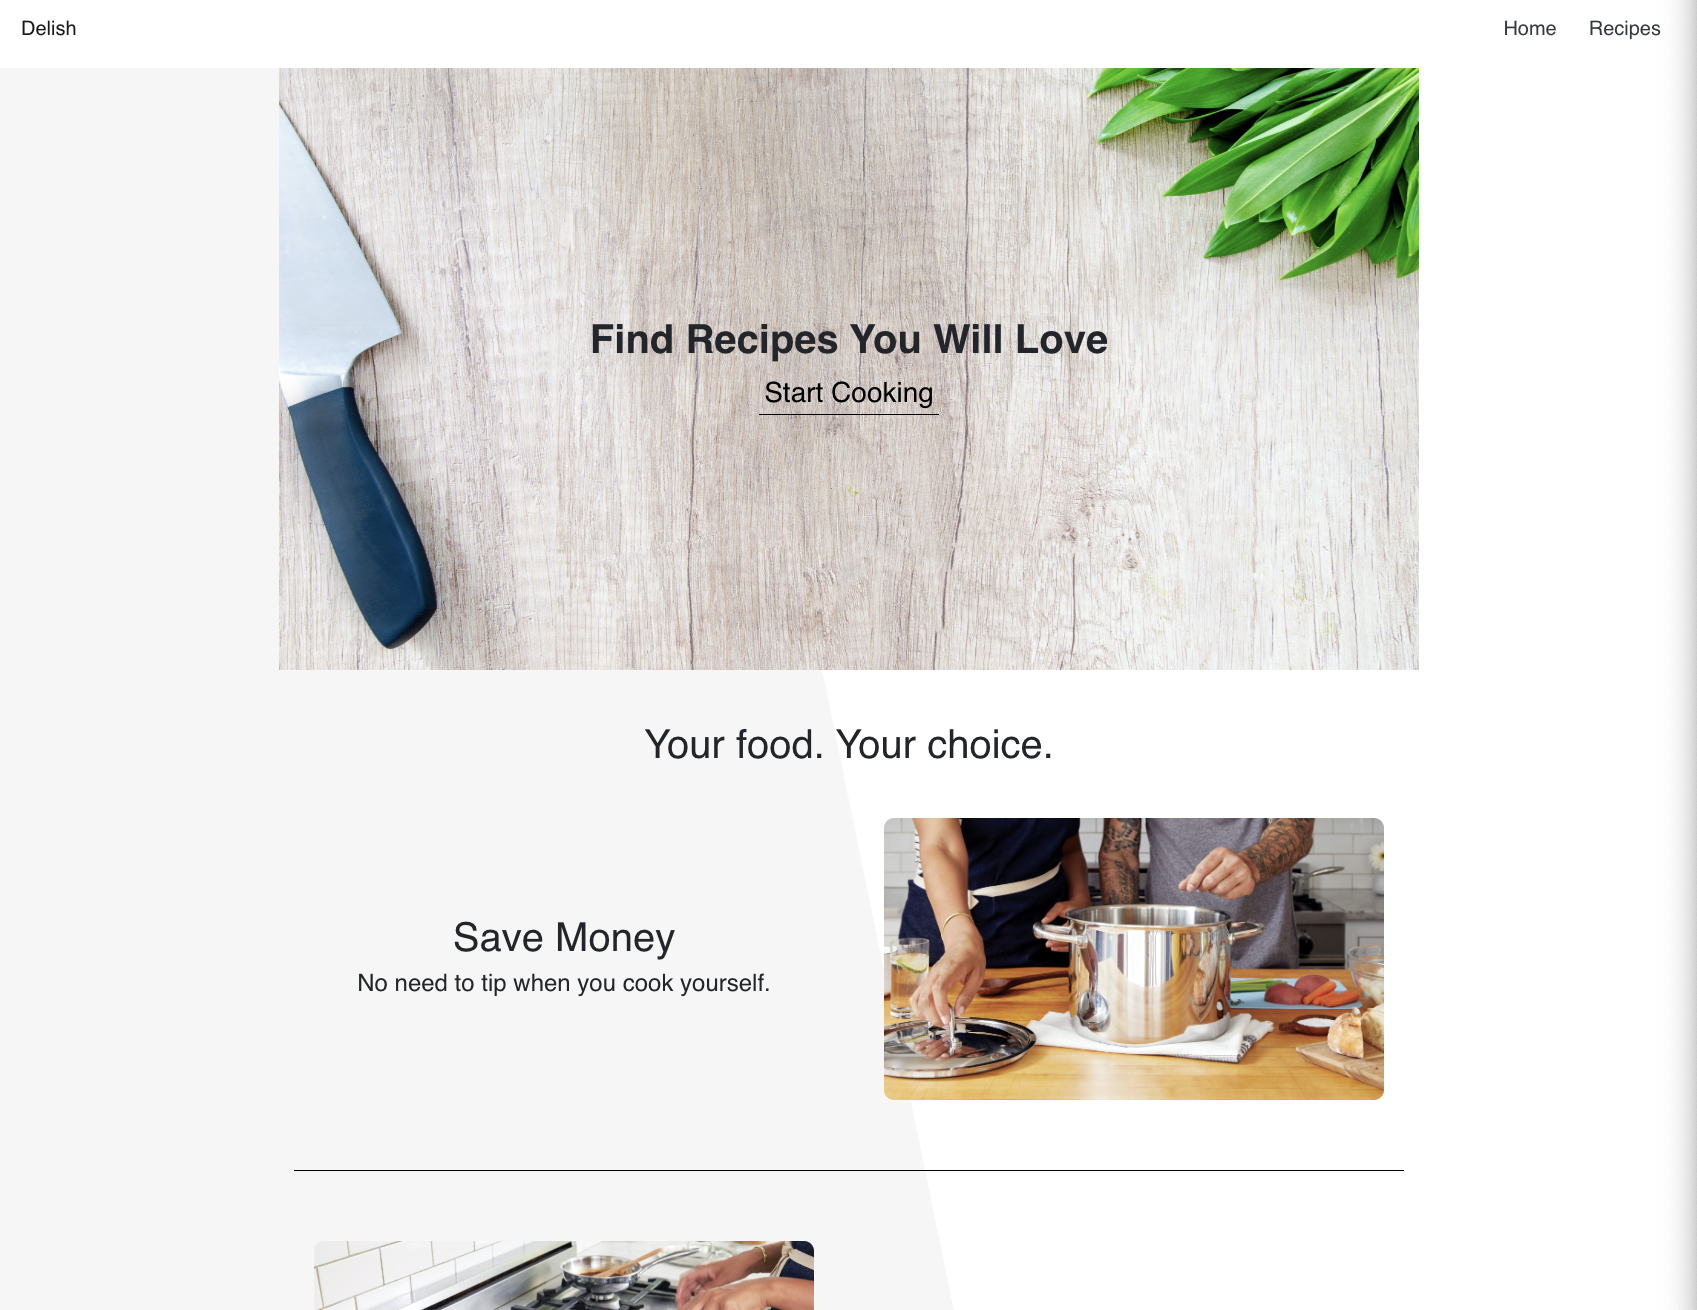 Delish
Home
Recipes
Find Recipes You Will Love
Start Cooking
Your food. Your choice.
Save Money
No need to tip when you cook yourself.